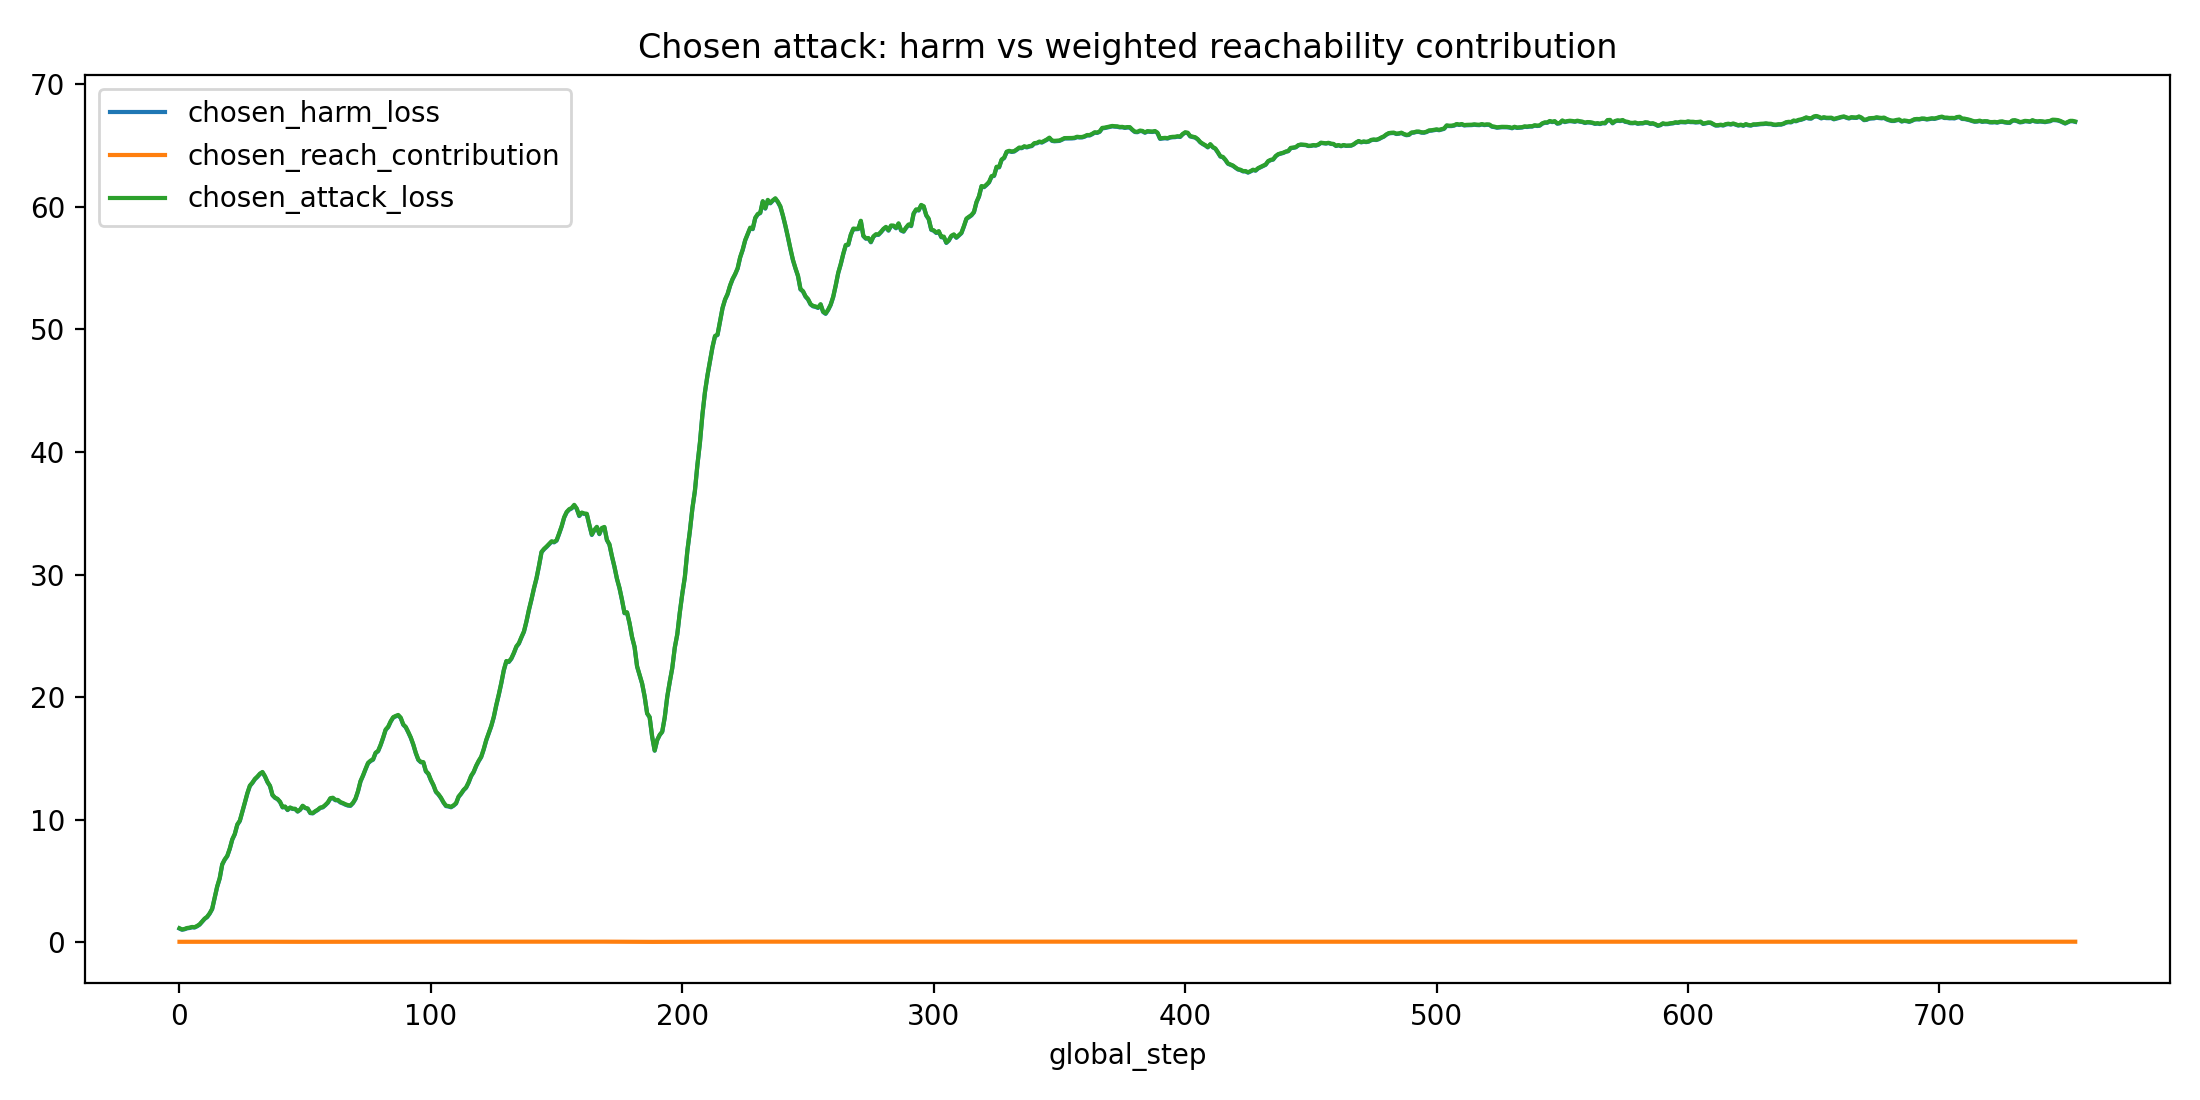 Chosen attack: harm vs weighted reachability contribution
70
60
50
40
30
20
10
0
chosen_harm_loss
chosen_reach_contribution
chosen_attack_loss
0 100 200 300 400 500 600 700
global_step